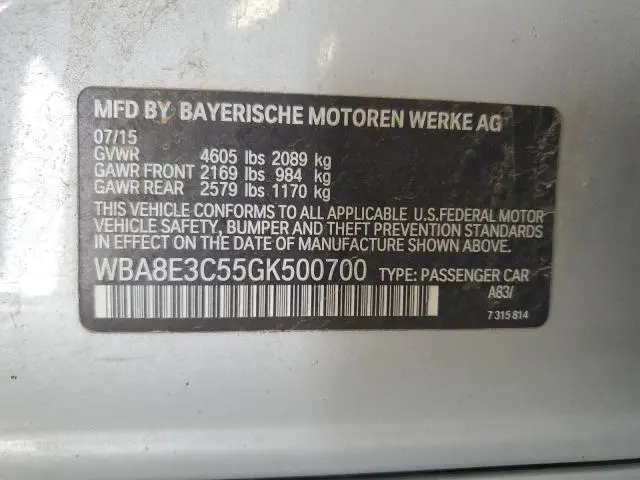 MFD BY BAYERISCHE MOTOREN WERKE AG
07/15
GVWR 4605 lbs 2089 kg
GAWR FRONT 2169 lbs 984 kg
GAWR REAR 2579 lbs 1170 kg
THIS VEHICLE CONFORMS TO ALL APPLICABLE U.S.FEDERAL MOTOR
VEHICLE SAFETY, BUMPER AND THEFT PREVENTION STANDARDS
IN EFFECT ON THE DATE OF MANUFACTURE SHOWN ABOVE.
WBA8E3C55GK500700 TYPE: PASSENGER CAR
A83/
7 315 814